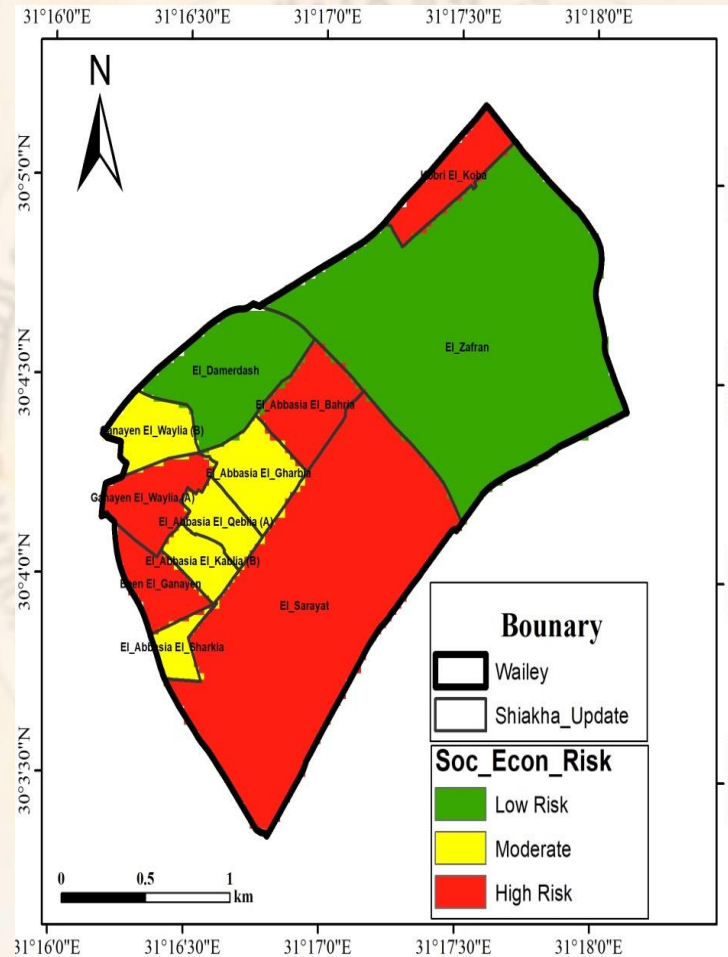 31°16'0"E 31°16'30"E 31°17'0"E 31°17'30"E 31°18'0"E
N
30°5'0"N
30°4'30"N
30°4'0"N
30°3'30"N
Kobri El_Koba
El_Zafran
El_Damerdash
El_Abbasia El_Bahria
Ganayen El_Waylia (B)
El_Abbasia El_Gharbia
Ganayen El_Waylia (A)
El_Abbasia El_Qeblia (A)
El_Abbasia El_Kablia (B)
Been El_Ganayen
El_Sarayat
El_Abbasia El_Sharkia
Bounary
Wailey
Shiakha_Update
Soc_Econ_Risk
Low Risk
Moderate
High Risk
0 0.5 1
km
31°16'0"E 31°16'30"E 31°17'0"E 31°17'30"E 31°18'0"E